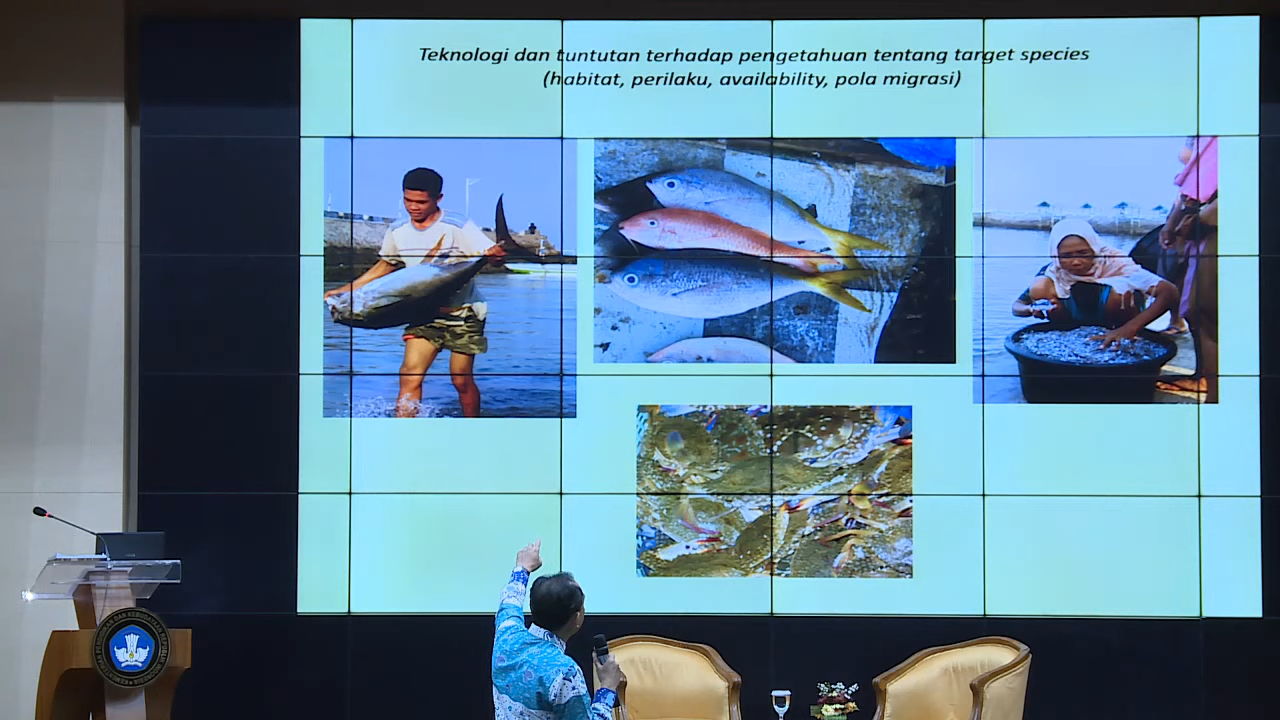 Teknologi dan tuntutan terhadap pengetahuan tentang target species
(habitat, perilaku, availability, pola migrasi)